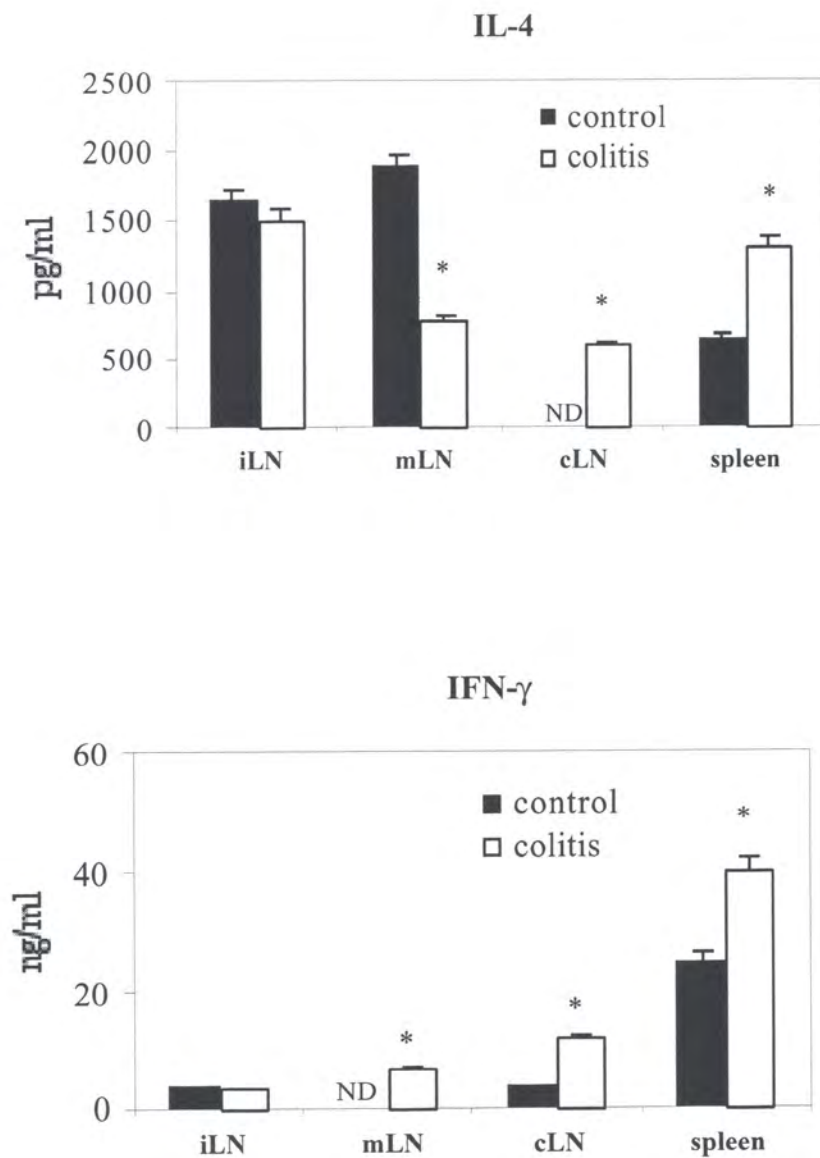 IL-4
2500
2000
1500
1000
500
0
pg/ml
control
colitis
*
*
*
ND
iLN mLN cLN spleen
IFN-γ
60
40
20
0
ng/ml
control
colitis
*
*
*
ND
iLN mLN cLN spleen